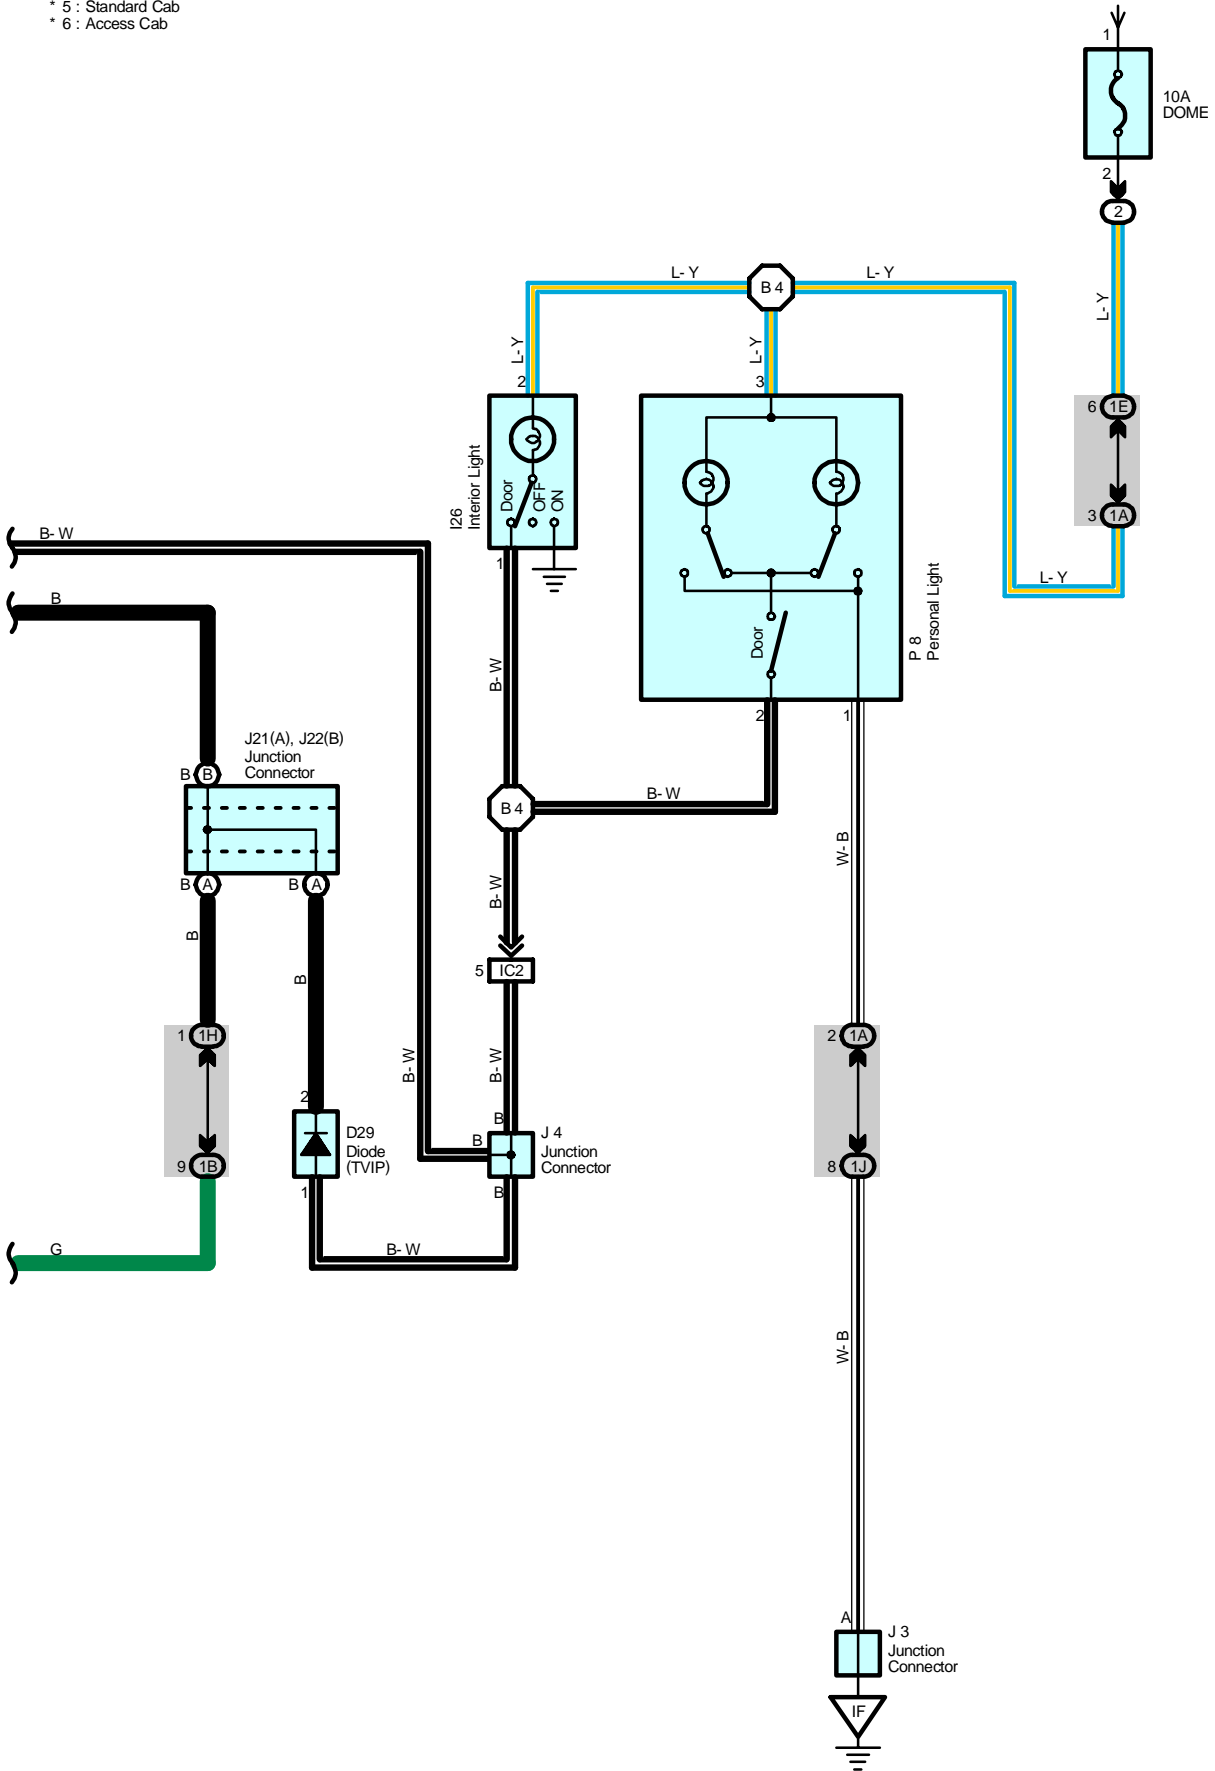 * 5 : Standard Cab
* 6 : Access Cab
1
10A
DOME
2
2
L- Y
L- Y
B 4
L- Y
L- Y
L- Y
2
3
6 1E
3 1A
L- Y
I26
Interior Light
Door
OFF
ON
1
Door
P 8
Personal Light
2
1
B- W
B
B- W
J21(A), J22(B)
Junction
Connector
B B
B A
B A
B 4
B- W
W- B
B
B
B- W
5 IC2
1 1H
9 1B
2 1A
8 1J
B- W
B- W
2
D29
Diode
(TVIP)
1
B
B
B
J 4
Junction
Connector
G
B- W
W- B
A
J 3
Junction
Connector
IF